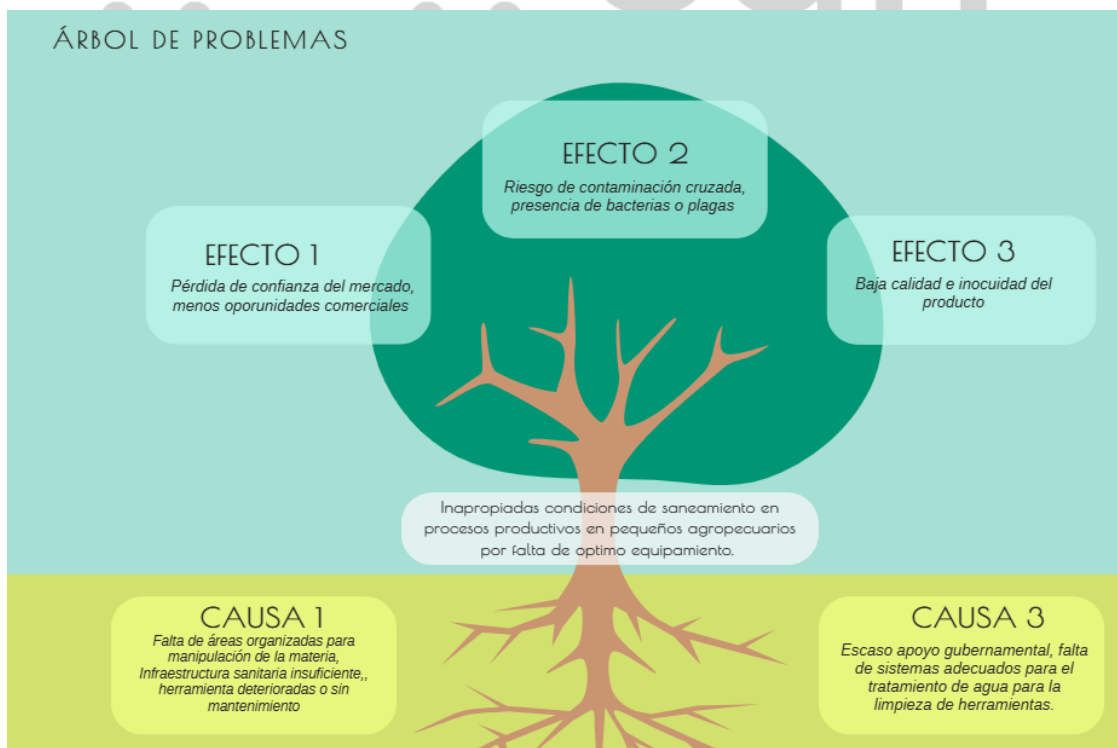 ÁRBOL DE PROBLEMAS
EFECTO 2
Riesgo de contaminación cruzada,
presencia de bacterias o plagas
EFECTO 1
Pérdida de confianza del mercado,
menos oporunidades comerciales
EFECTO 3
Baja calidad e inocuidad del
producto
Inapropiadas condiciones de saneamiento en
procesos productivos en pequeños agropecuarios
por falta de optimo equipamiento.
CAUSA 1
Falta de áreas organizadas para
manipulación de la materia,
Infraestructura sanitaria insuficiente,,
herramienta deterioradas o sin
mantenimiento
CAUSA 3
Escaso apoyo gubernamental, falta
de sistemas adecuados para el
tratamiento de agua para la
limpieza de herramientas.